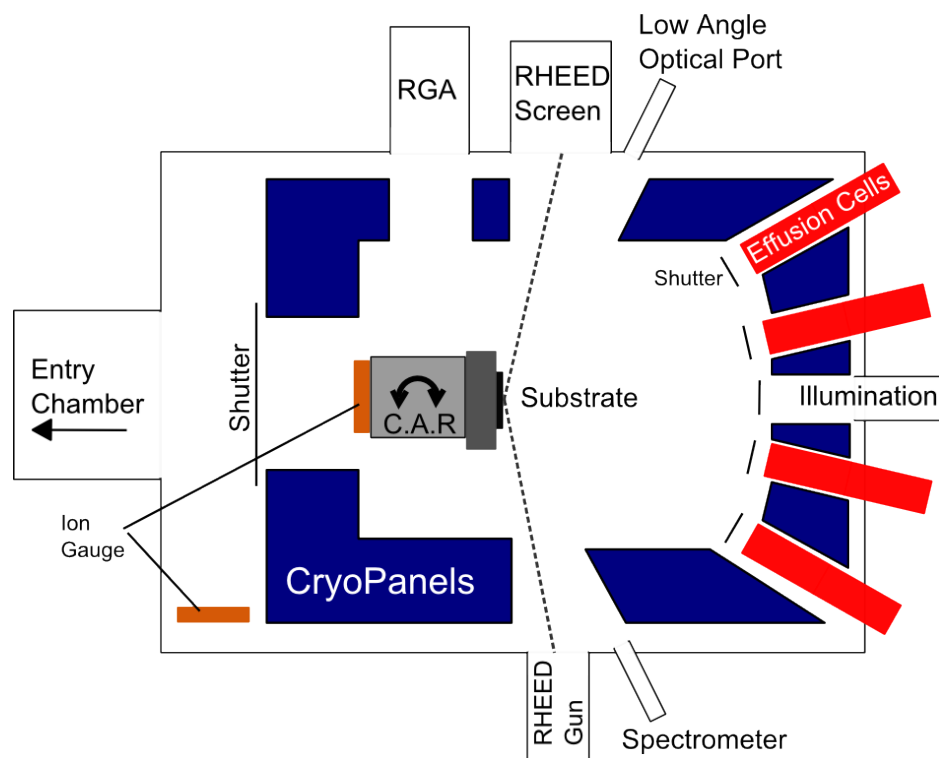 Low Angle
Optical Port
RGA
RHEED
Screen
Effusion Cells
Shutter
Entry
Chamber
Shutter
C.A.R
Substrate
Illumination
Ion
Gauge
CryoPanels
RHEED
Gun
Spectrometer